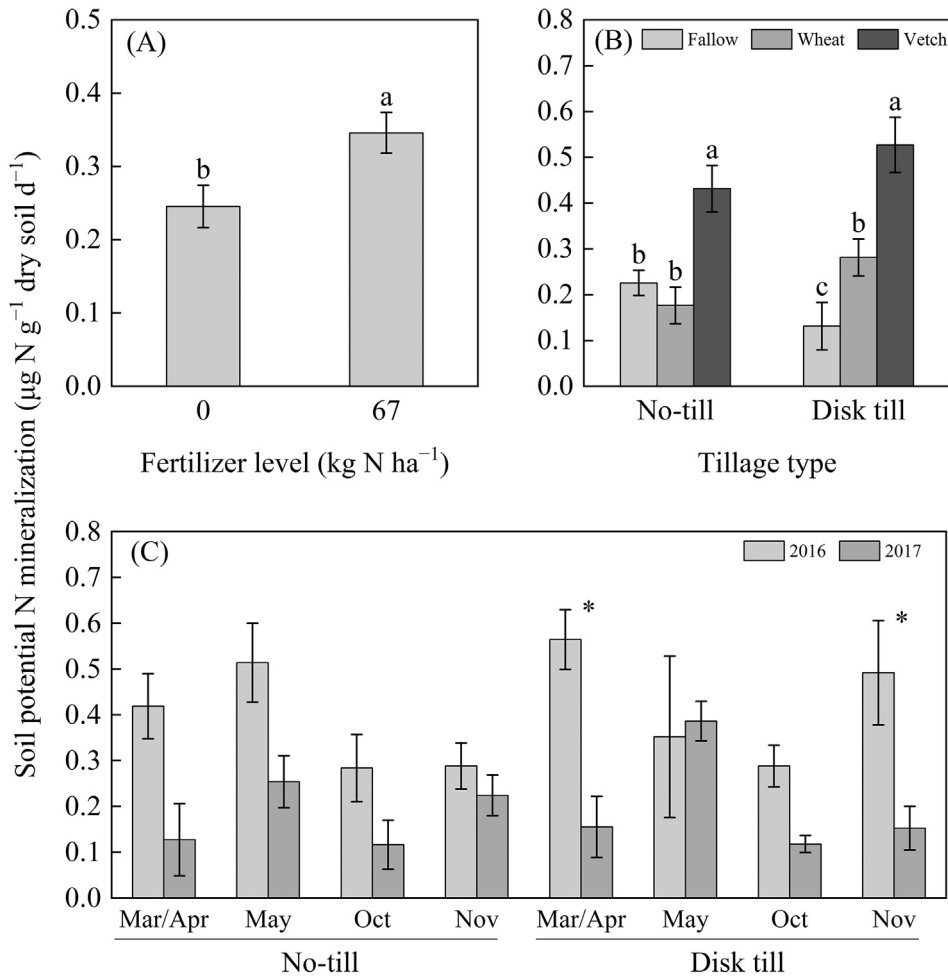 Soil potential N mineralization (μg N g⁻¹ dry soil d⁻¹)
(A)
0.5
0.4
0.3
0.2
0.1
0.0
b
a
0
67
Fertilizer level (kg N ha⁻¹)
(B)
Fallow Wheat Vetch
0.8
0.7
0.6
0.5
0.4
0.3
0.2
0.1
0.0
b b a
c b a
No-till Disk till
Tillage type
(C)
2016 2017
0.8
0.7
0.6
0.5
0.4
0.3
0.2
0.1
0.0
* *
Mar/Apr May Oct Nov Mar/Apr May Oct Nov
No-till Disk till